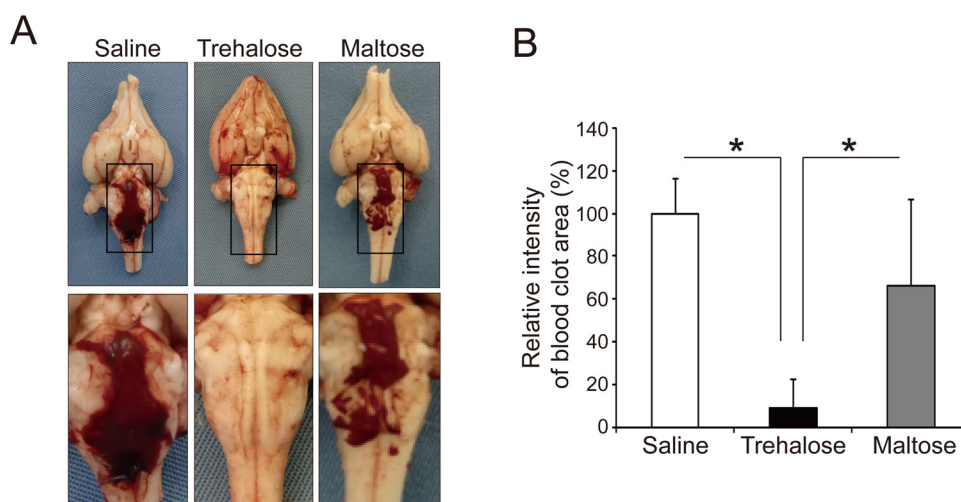 A
Saline Trehalose Maltose
B
Relative intensity
of blood clot area (%)
140
120
100
80
60
40
20
0
* *
Saline Trehalose Maltose